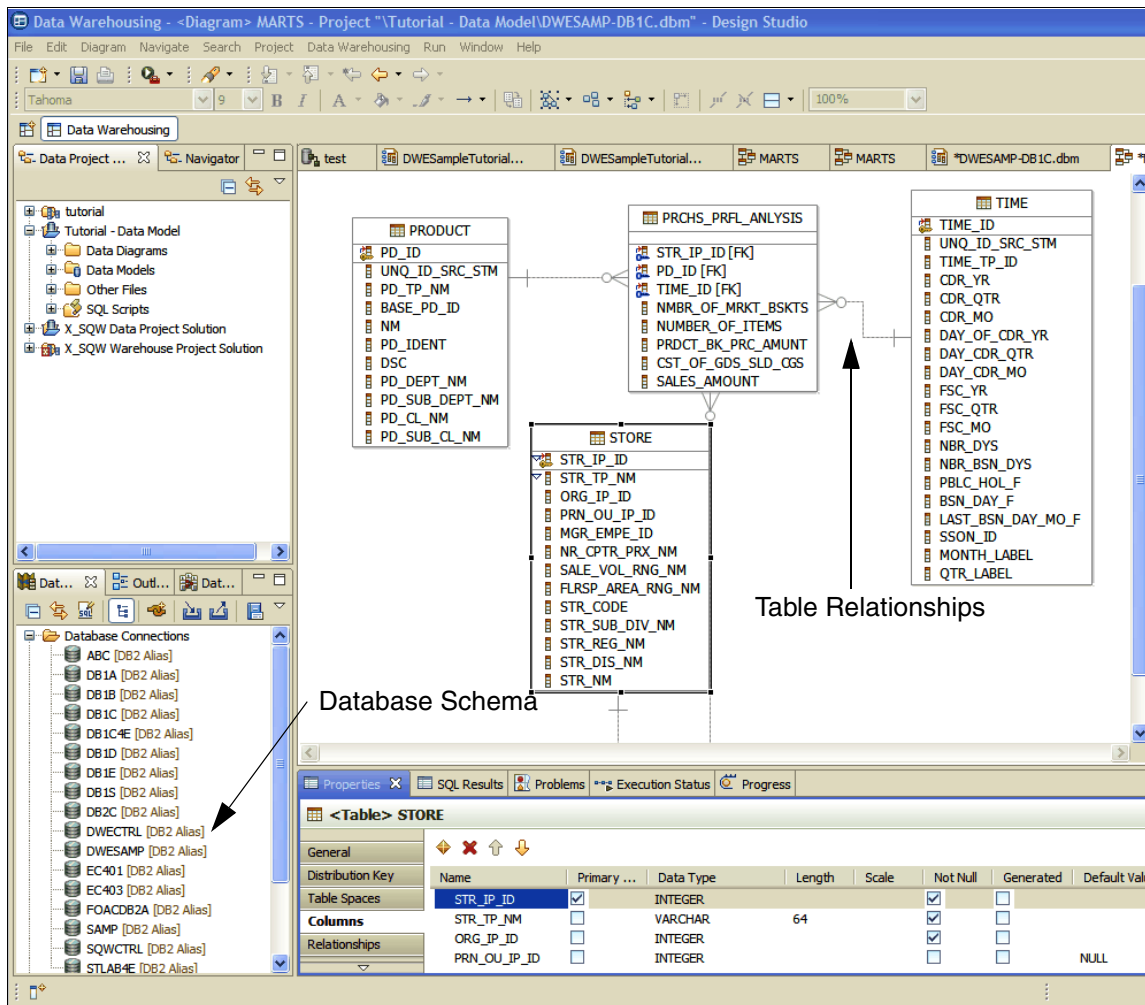 Data Warehousing - <Diagram> MARTS - Project "\Tutorial - Data Model\DWESAMP-DB1C.dbm" - Design Studio
File Edit Diagram Navigate Search Project Data Warehousing Run Window Help
Tahoma 9 B I A 100%
Data Warehousing
Data Project ... Navigator
test DWESampleTutorial... DWESampleTutorial... MARTS MARTS *DWESAMP-DB1C.dbm
tutorial
Tutorial - Data Model
Data Diagrams
Data Models
Other Files
SQL Scripts
X_SQW Data Project Solution
X_SQW Warehouse Project Solution
PRODUCT
PD_ID
UNQ_ID_SRC_STM
PD_TP_NM
BASE_PD_ID
NM
PD_IDENT
DSC
PD_DEPT_NM
PD_SUB_DEPT_NM
PD_CL_NM
PD_SUB_CL_NM
PRCHS_PRFL_ANLYSIS
STR_IP_ID [FK]
PD_ID [FK]
TIME_ID [FK]
NMBR_OF_MRKT_BSKTS
NUMBER_OF_ITEMS
PRDCT_BK_PRC_AMUNT
CST_OF_GDS_SLD_CGS
SALES_AMOUNT
TIME
TIME_ID
UNQ_ID_SRC_STM
TIME_TP_ID
CDR_YR
CDR_QTR
CDR_MO
DAY_OF_CDR_YR
DAY_CDR_QTR
DAY_CDR_MO
FSC_YR
FSC_QTR
FSC_MO
NBR_DYS
NBR_BSN_DYS
PBLC_HOL_F
BSN_DAY_F
LAST_BSN_DAY_MO_F
SSON_ID
MONTH_LABEL
QTR_LABEL
STORE
STR_IP_ID
STR_TP_NM
ORG_IP_ID
PRN_OU_IP_ID
MGR_EMPE_ID
NR_CPTR_PRX_NM
SALE_VOL_RNG_NM
FLRSP_AREA_RNG_NM
STR_CODE
STR_SUB_DIV_NM
STR_REG_NM
STR_DIS_NM
STR_NM
Table Relationships
Database Schema
Dat... Outl... Dat...
Database Connections
ABC [DB2 Alias]
DB1A [DB2 Alias]
DB1B [DB2 Alias]
DB1C [DB2 Alias]
DB1C4E [DB2 Alias]
DB1D [DB2 Alias]
DB1E [DB2 Alias]
DB1S [DB2 Alias]
DB2C [DB2 Alias]
DWECTRL [DB2 Alias]
DWESAMP [DB2 Alias]
EC401 [DB2 Alias]
EC403 [DB2 Alias]
FOACDB2A [DB2 Alias]
SAMP [DB2 Alias]
SQWCTRL [DB2 Alias]
STLAB4E [DB2 Alias]
Properties SQL Results Problems Execution Status Progress
<Table> STORE
General
Distribution Key
Table Spaces
Columns
Relationships
Name Primary ... Data Type Length Scale Not Null Generated Default Val
STR_IP_ID INTEGER
STR_TP_NM VARCHAR 64
ORG_IP_ID INTEGER
PRN_OU_IP_ID INTEGER NULL